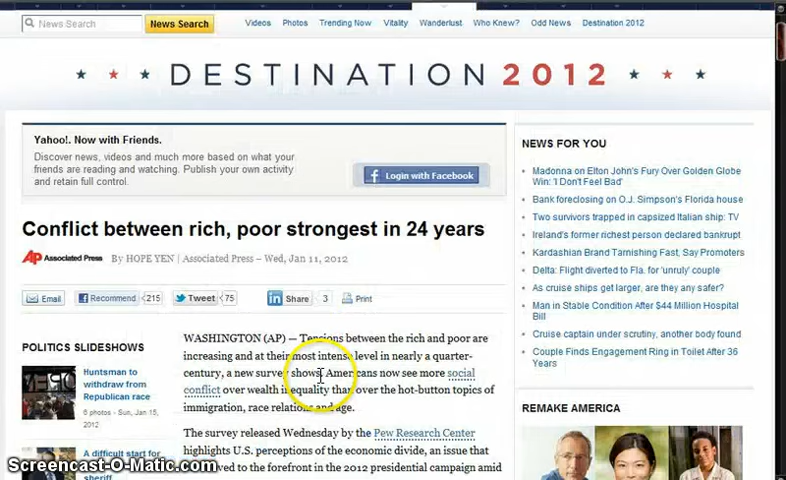 Search News
News Search
Videos Photos Trending Now Vitality Wanderlust Who Knew? Odd News Destination 2012
DESTINATION 2012
Yahoo!. Now with Friends.
Discover news, videos and much more based on what your
friends are reading and watching. Publish your own activity
and retain full control.
Login with Facebook
Conflict between rich, poor strongest in 24 years
AP Associated Press By HOPE YEN | Associated Press – Wed, Jan 11, 2012
Email Recommend 215 Tweet 75 in Share 3 Print
POLITICS SLIDESHOWS
Huntsman to
withdraw from
Republican race
6 photos - Sun, Jan 15,
2012
A difficult start for
sheriff
WASHINGTON (AP) — Tensions between the rich and poor are
increasing and at their most intense level in nearly a quarter-
century, a new survey shows. Americans now see more social
conflict over wealth inequality than over the hot-button topics of
immigration, race relations and age.
The survey released Wednesday by the Pew Research Center
highlights U.S. perceptions of the economic divide, an issue that
moved to the forefront in the 2012 presidential campaign amid
NEWS FOR YOU
Madonna on Elton John's Fury Over Golden Globe
Win: 'I Don't Feel Bad'
Bank foreclosing on O.J. Simpson's Florida house
Two survivors trapped in capsized Italian ship: TV
Ireland's former richest person declared bankrupt
Kardashian Brand Tarnishing Fast, Say Promoters
Delta: Flight diverted to Fla. for 'unruly' couple
As cruise ships get larger, are they any safer?
Man in Stable Condition After $44 Million Hospital
Bill
Cruise captain under scrutiny, another body found
Couple Finds Engagement Ring in Toilet After 36
Years
REMAKE AMERICA
Screencast-O-Matic.com